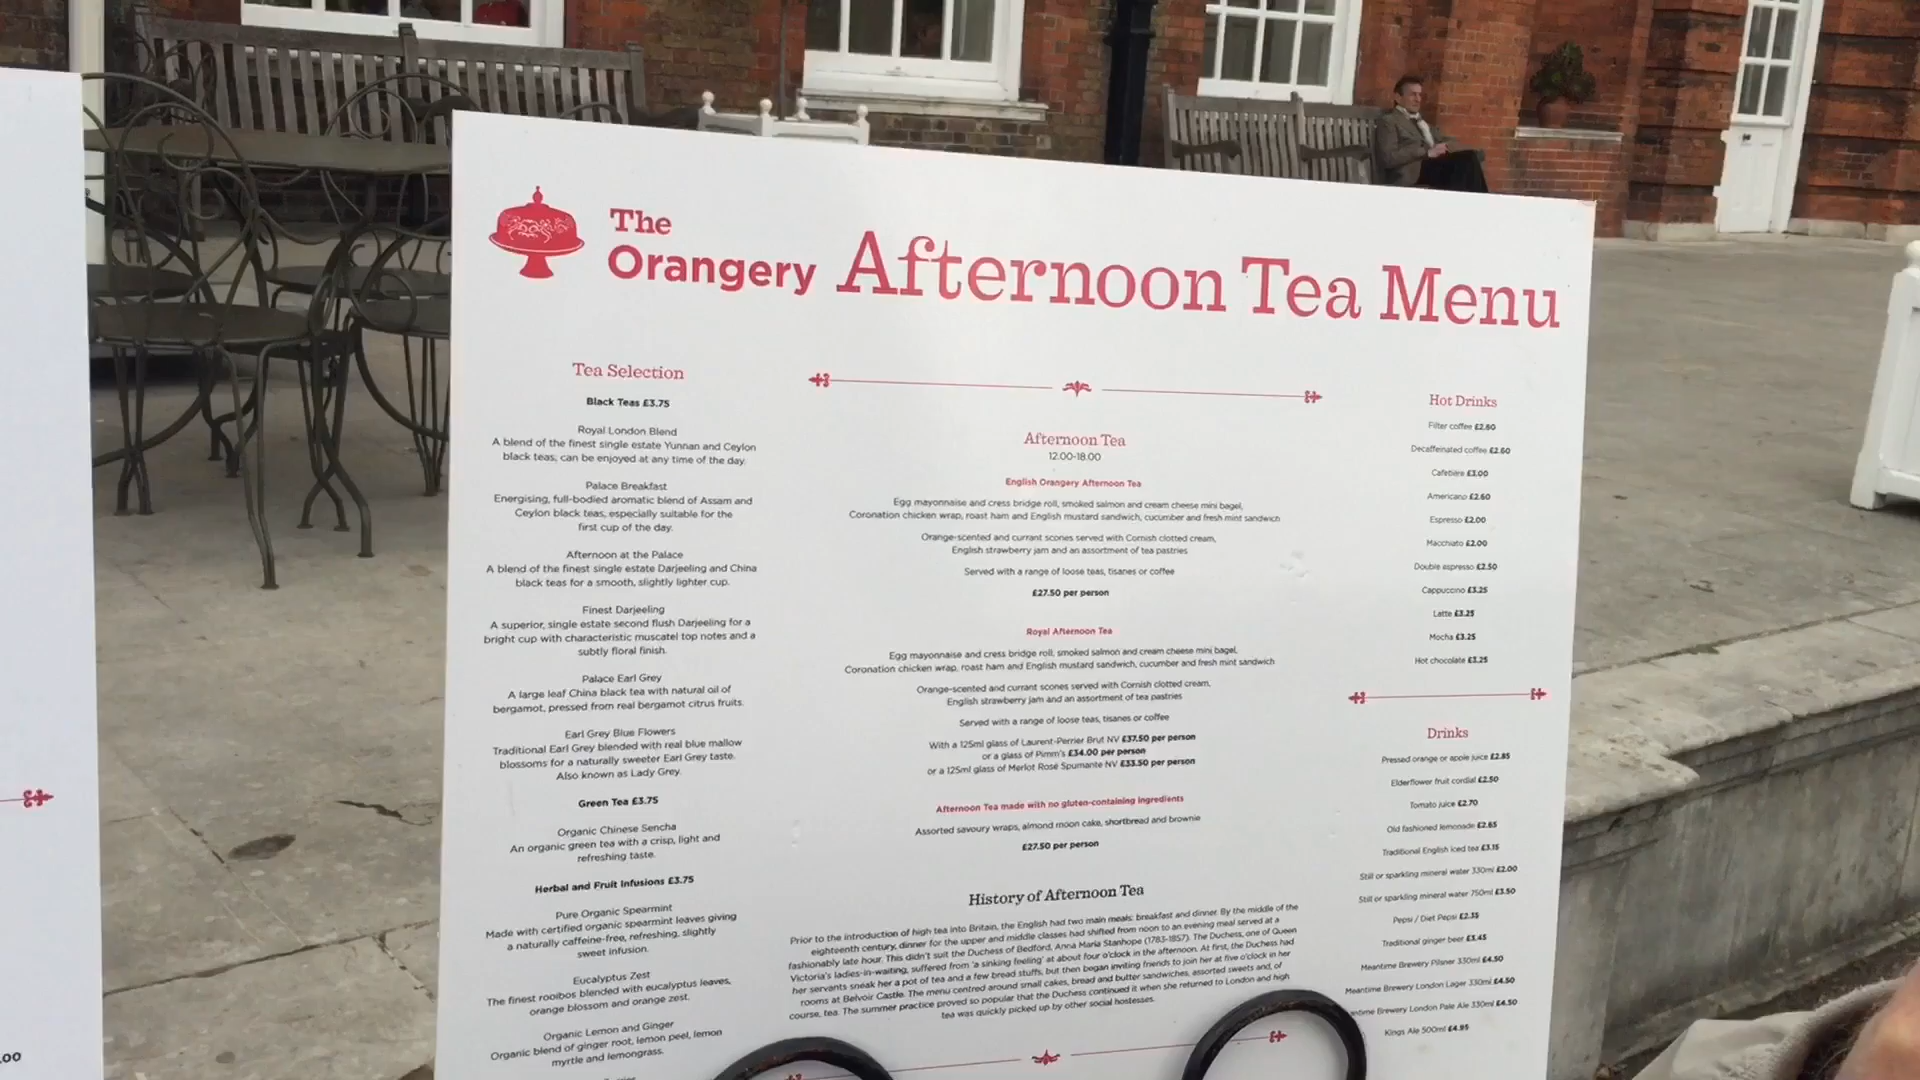 The
Orangery
Afternoon Tea Menu
Tea Selection
Black Teas £3.75
Royal London Blend
A blend of the finest single estate Yunnan and Ceylon
black teas, can be enjoyed at any time of the day.
Palace Breakfast
Energising, full-bodied aromatic blend of Assam and
Ceylon black teas, especially suitable for the
first cup of the day.
Afternoon at the Palace
A blend of the finest single estate Darjeeling and China
black teas for a smooth, slightly lighter cup.
Finest Darjeeling
A superior, single estate second flush Darjeeling for a
bright cup with characteristic muscatel top notes and a
subtly floral finish.
Palace Earl Grey
A large leaf China black tea with natural oil of
bergamot, pressed from real bergamot citrus fruits.
Earl Grey Blue Flowers
Traditional Earl Grey blended with real blue mallow
blossoms for a naturally sweeter Earl Grey taste.
Also known as Lady Grey.
Green Tea £3.75
Organic Chinese Sencha
An organic green tea with a crisp, light and
refreshing taste.
Herbal and Fruit Infusions £3.75
Pure Organic Spearmint
Made with certified organic spearmint leaves giving
a naturally caffeine-free, refreshing, slightly
sweet infusion.
Eucalyptus Zest
The finest rooibos blended with eucalyptus leaves,
orange blossom and orange zest.
Organic Lemon and Ginger
Organic blend of ginger root, lemon peel, lemon
myrtle and lemongrass.
Afternoon Tea
12.00-18.00
English Orangery Afternoon Tea
Egg mayonnaise and cress bridge roll, smoked salmon and cream cheese mini bagel,
Coronation chicken wrap, roast ham and English mustard sandwich, cucumber and fresh mint sandwich
Orange-scented and currant scones served with Cornish clotted cream,
English strawberry jam and an assortment of tea pastries
Served with a range of loose teas, tisanes or coffee
£27.50 per person
Royal Afternoon Tea
Egg mayonnaise and cress bridge roll, smoked salmon and cream cheese mini bagel,
Coronation chicken wrap, roast ham and English mustard sandwich, cucumber and fresh mint sandwich
Orange-scented and currant scones served with Cornish clotted cream,
English strawberry jam and an assortment of tea pastries
Served with a range of loose teas, tisanes or coffee
With a 125ml glass of Laurent-Perrier Brut NV £37.50 per person
or a glass of Pimm's £34.00 per person
or a 125ml glass of Merlot Rosé Spumante NV £33.50 per person
Afternoon Tea made with no gluten-containing ingredients
Assorted savoury wraps, almond moon cake, shortbread and brownie
£27.50 per person
History of Afternoon Tea
Prior to the introduction of high tea into Britain, the English had two main meals: breakfast and dinner. By the middle of the
eighteenth century, dinner for the upper and middle classes had shifted from noon to an evening meal served at a
fashionably late hour. This didn't suit the Duchess of Bedford, Anna Maria Stanhope (1783-1857). The Duchess, one of Queen
Victoria's ladies-in-waiting, suffered from 'a sinking feeling' at about four o'clock in the afternoon. At first, the Duchess had
her servants sneak her a pot of tea and a few bread stuffs, but then began inviting friends to join her at five o'clock in her
rooms at Belvoir Castle. The menu centred around small cakes, bread and butter sandwiches, assorted sweets and, of
course, tea. The summer practice proved so popular that the Duchess continued it when she returned to London and high
tea was quickly picked up by other social hostesses.
Hot Drinks
Filter coffee £2.60
Decaffeinated coffee £2.60
Cafetière £3.00
Americano £2.60
Espresso £2.00
Macchiato £2.00
Double espresso £2.50
Cappuccino £3.25
Latte £3.25
Mocha £3.25
Hot chocolate £3.25
Drinks
Pressed orange or apple juice £2.85
Elderflower fruit cordial £2.50
Tomato juice £2.70
Old fashioned lemonade £2.65
Traditional English iced tea £3.15
Still or sparkling mineral water 330ml £2.00
Still or sparkling mineral water 750ml £3.50
Pepsi / Diet Pepsi £2.35
Traditional ginger beer £3.45
Meantime Brewery Pilsner 330ml £4.50
Meantime Brewery London Lager 330ml £4.50
antime Brewery London Pale Ale 330ml £4.50
Kings Ale 500ml £4.95
.00